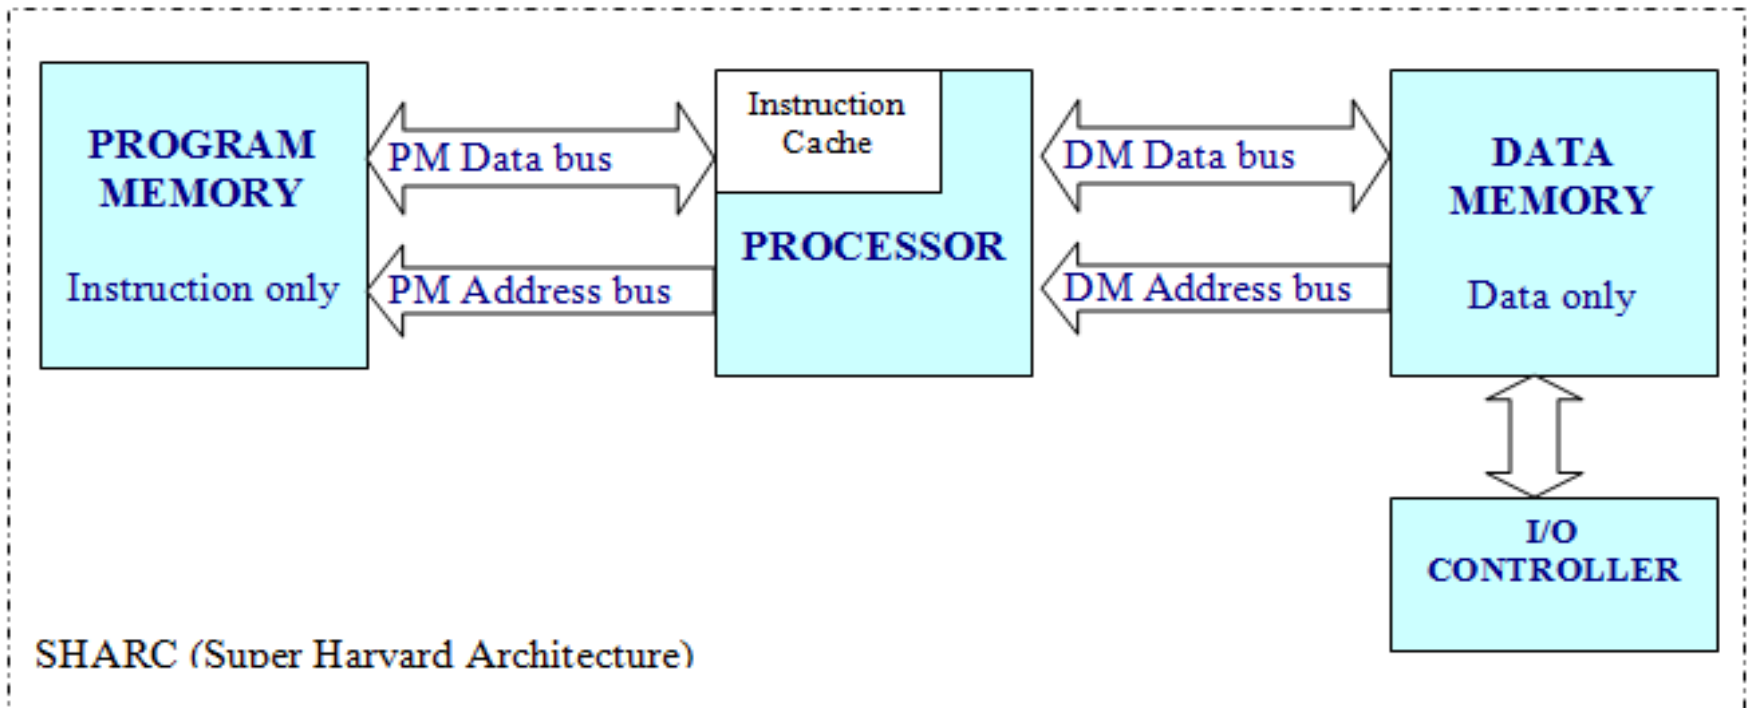 PROGRAM
MEMORY
Instruction only
PM Data bus
PM Address bus
Instruction
Cache
PROCESSOR
DM Data bus
DM Address bus
DATA
MEMORY
Data only
I/O
CONTROLLER
SHARC (Super Harvard Architecture)